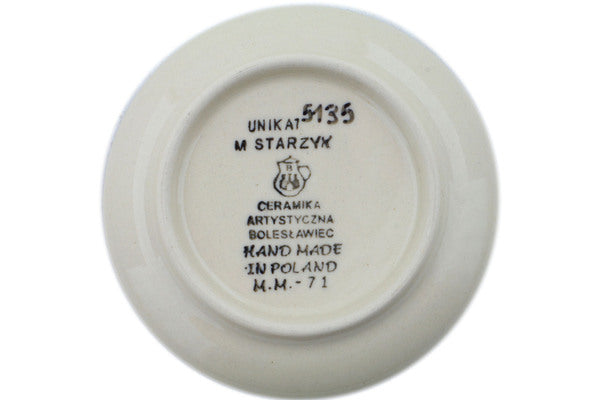 UNIKAT 5135
M STARZYK
B
CERAMIKA
ARTYSTYCZNA
BOLESŁAWIEC
HAND MADE
IN POLAND
M.M.-71